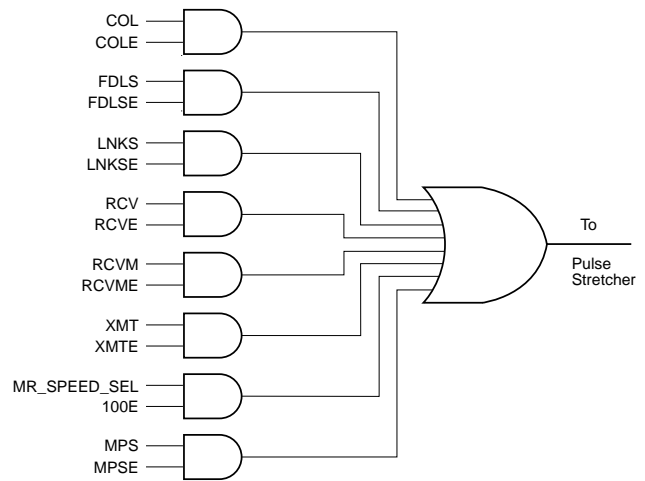 COL
COLE
FDLS
FDLSE
LNKS
LNKSE
RCV
RCVE
RCVM
RCVME
XMT
XMTE
MR_SPEED_SEL
100E
MPS
MPSE
To
Pulse
Stretcher